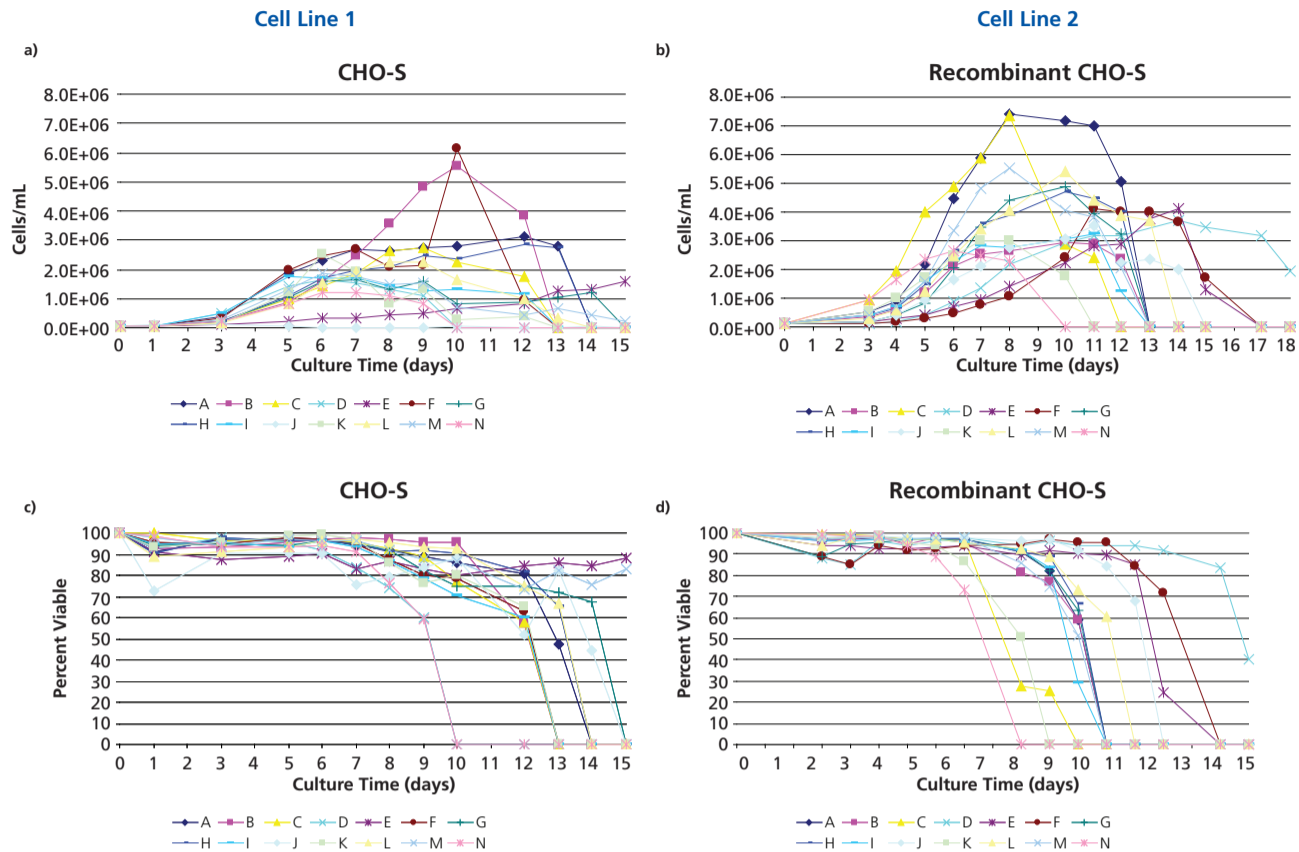 Cell Line 1
Cell Line 2
a)
CHO-S
8.0E+06
7.0E+06
6.0E+06
5.0E+06
4.0E+06
3.0E+06
2.0E+06
1.0E+06
0.0E+00
Cells/mL
0 1 2 3 4 5 6 7 8 9 10 12 13 14 15
Culture Time (days)
A B C D E F G
H I J K L M N
b)
Recombinant CHO-S
8.0E+06
7.0E+06
6.0E+06
5.0E+06
4.0E+06
3.0E+06
2.0E+06
1.0E+06
0.0E+00
Cells/mL
0 1 2 3 4 5 6 7 8 9 10 11 12 13 14 15 17 18
Culture Time (days)
A B C D E F G
H I J K L M N
c)
CHO-S
100
90
80
70
60
50
40
30
20
10
0
Percent Viable
0 1 2 3 4 5 6 7 8 9 10 11 12 13 14 15
Culture Time (days)
A B C D E F G
H I J K L M N
d)
Recombinant CHO-S
100
90
80
70
60
50
40
30
20
10
0
Percent Viable
0 1 2 3 4 5 6 7 8 9 10 11 12 13 14 15
Culture Time (days)
A B C D E F G
H I J K L M N